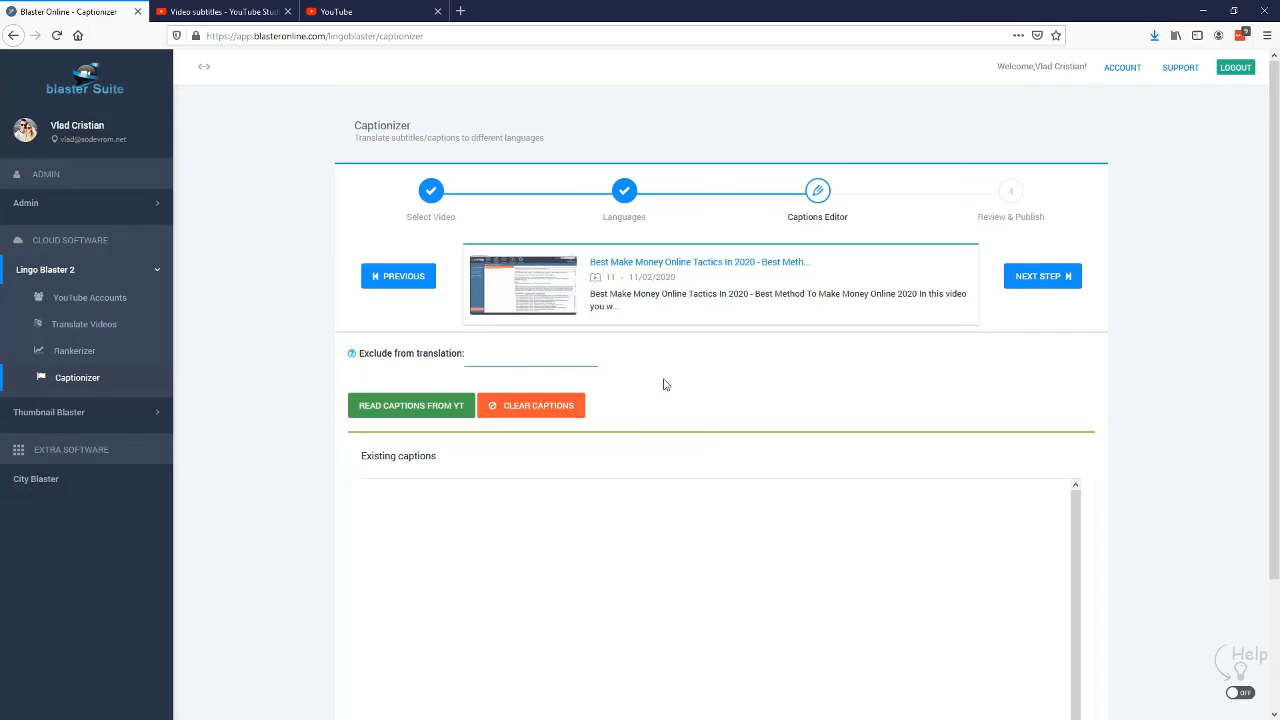 Blaster Online - Captionizer
Video subtitles - YouTube Stud
YouTube
https://app.blasteronline.com/lingoblaster/captionizer
9
blaster Suite
Vlad Cristian
vlad@sodevrom.net
ADMIN
Admin
CLOUD SOFTWARE
Lingo Blaster 2
YouTube Accounts
Translate Videos
Rankerizer
Captionizer
Thumbnail Blaster
EXTRA SOFTWARE
City Blaster
Welcome,Vlad Cristian!
ACCOUNT
SUPPORT
LOGOUT
Captionizer
Translate subtitles/captions to different languages
Select Video
Languages
Captions Editor
4
Review & Publish
PREVIOUS
Best Make Money Online Tactics In 2020 - Best Meth...
11 - 11/02/2020
Best Make Money Online Tactics In 2020 - Best Method To Make Money Online 2020 In this vi
you w...
NEXT STEP
Exclude from translation:
READ CAPTIONS FROM YT
CLEAR CAPTIONS
Existing captions
Help
OFF